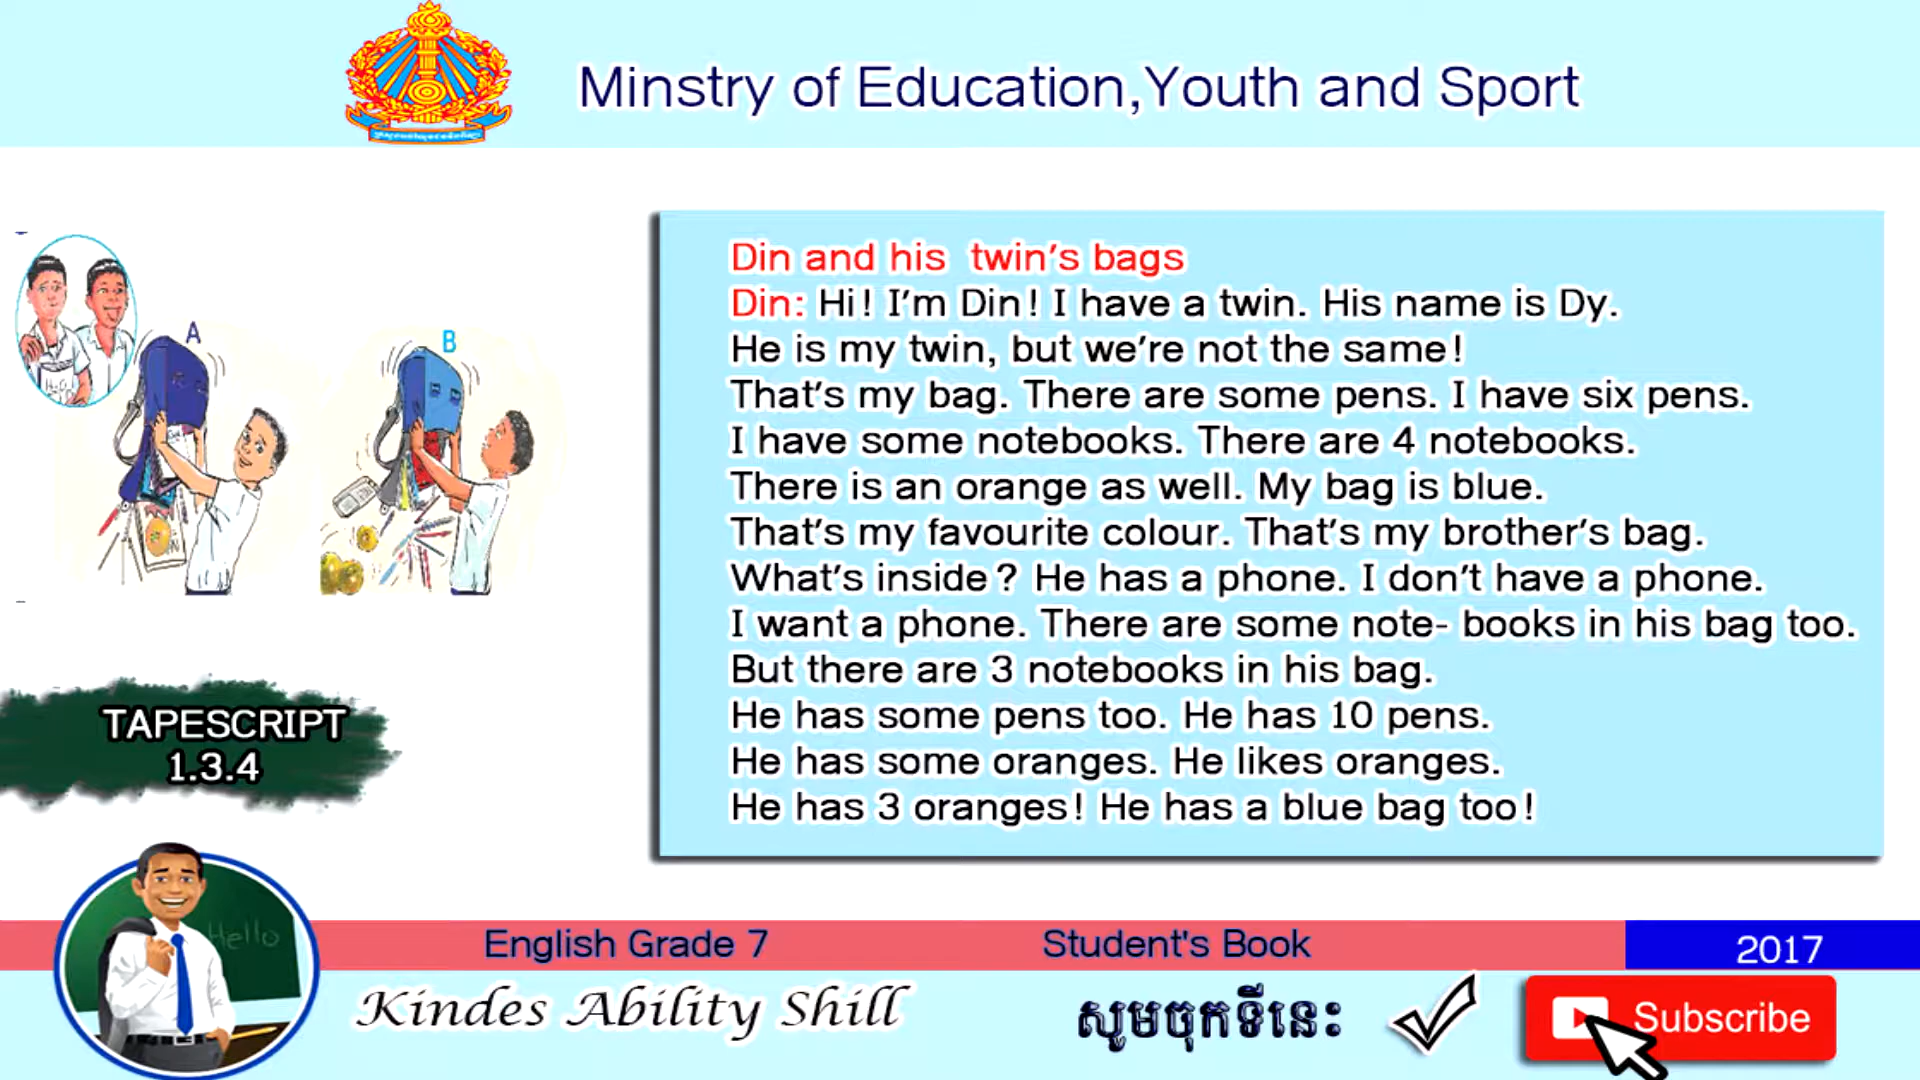 Minstry of Education,Youth and Sport
A
B
Din and his twin's bags
Din: Hi! I'm Din! I have a twin. His name is Dy.
He is my twin, but we're not the same!
That's my bag. There are some pens. I have six pens.
I have some notebooks. There are 4 notebooks.
There is an orange as well. My bag is blue.
That's my favourite colour. That's my brother's bag.
What's inside? He has a phone. I don't have a phone.
I want a phone. There are some note- books in his bag too.
But there are 3 notebooks in his bag.
He has some pens too. He has 10 pens.
He has some oranges. He likes oranges.
He has 3 oranges! He has a blue bag too!
TAPESCRIPT
1.3.4
Hello
English Grade 7 Student's Book 2017
Kindes Ability Shill
សូមចុកទីនេះ
Subscribe